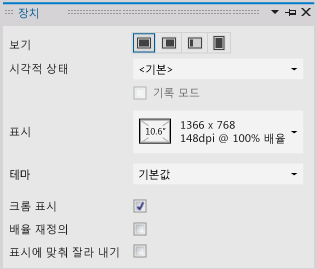 장치
보기
시각적 상태 <기본>
기록 모드
표시 10.6" 1366 x 768
148dpi @ 100% 배율
테마 기본값
크롬 표시
배율 재정의
표시에 맞춰 잘라 내기